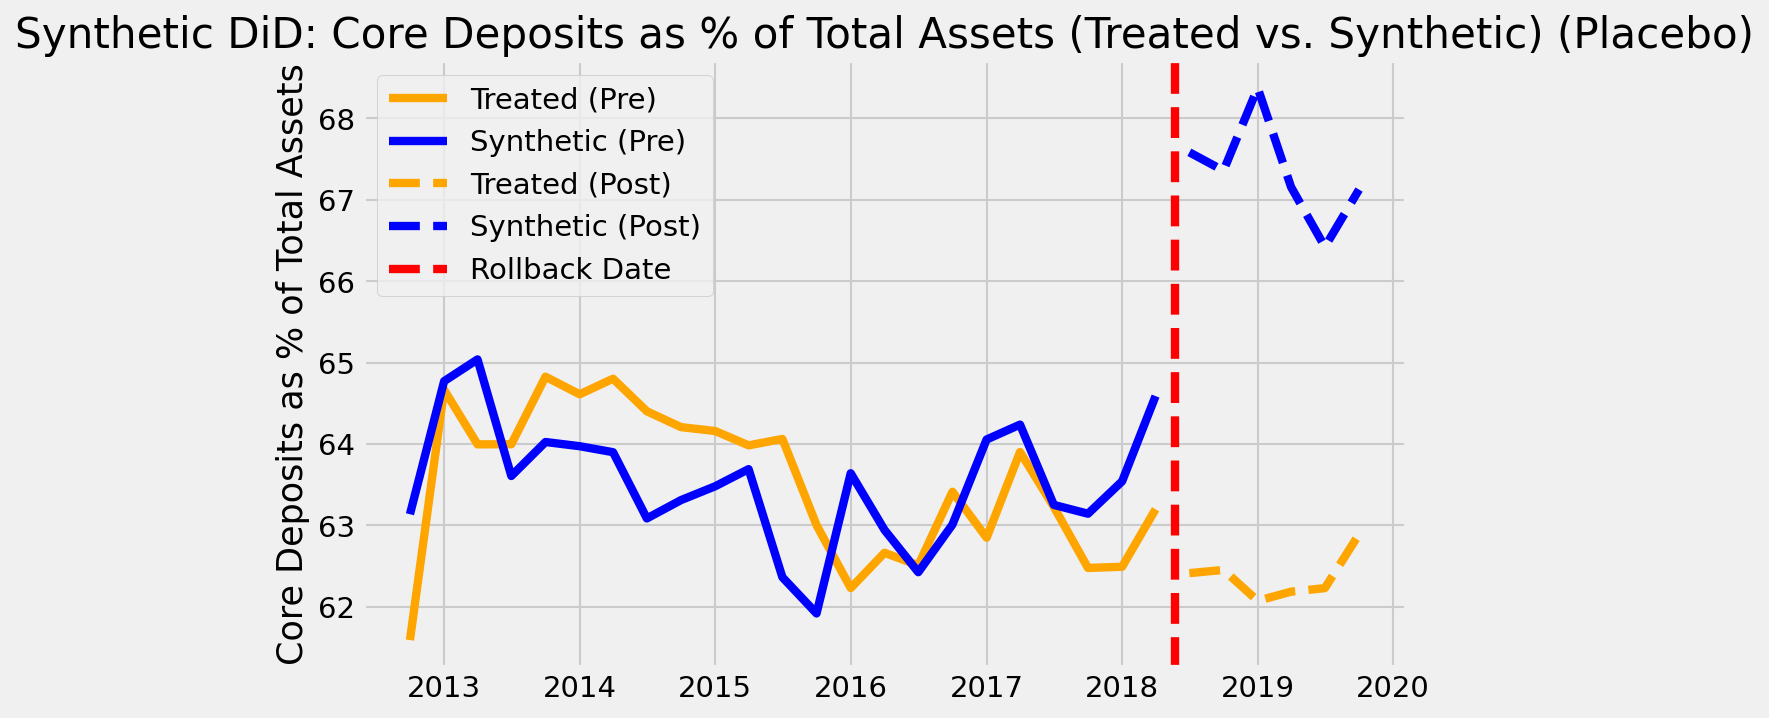 Synthetic DiD: Core Deposits as % of Total Assets (Treated vs. Synthetic) (Placebo)
Core Deposits as % of Total Assets
Treated (Pre)
Synthetic (Pre)
Treated (Post)
Synthetic (Post)
Rollback Date
68
67
66
65
64
63
62
2013 2014 2015 2016 2017 2018 2019 2020